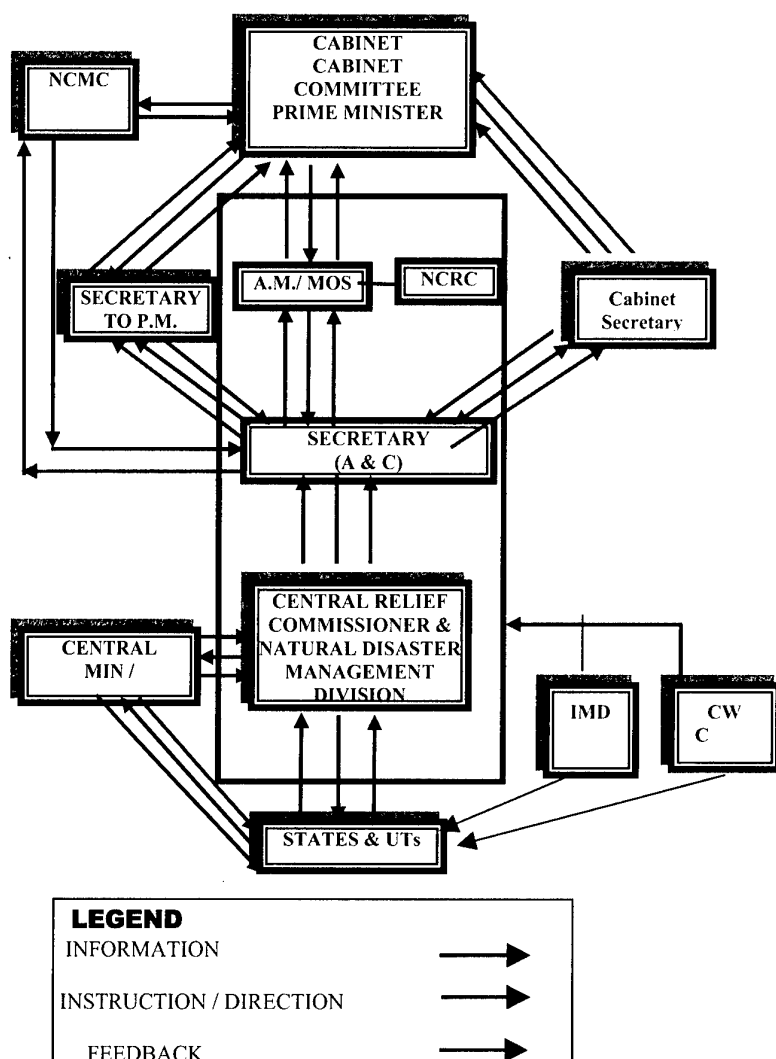 CABINET
CABINET
COMMITTEE
PRIME MINISTER
NCMC
A.M./ MOS
NCRC
SECRETARY
TO P.M.
Cabinet
Secretary
SECRETARY
(A & C)
CENTRAL RELIEF
COMMISSIONER &
NATURAL DISASTER
MANAGEMENT
DIVISION
CENTRAL
MIN /
IMD
CW
C
STATES & UTs
LEGEND
INFORMATION
INSTRUCTION / DIRECTION
FEEDBACK